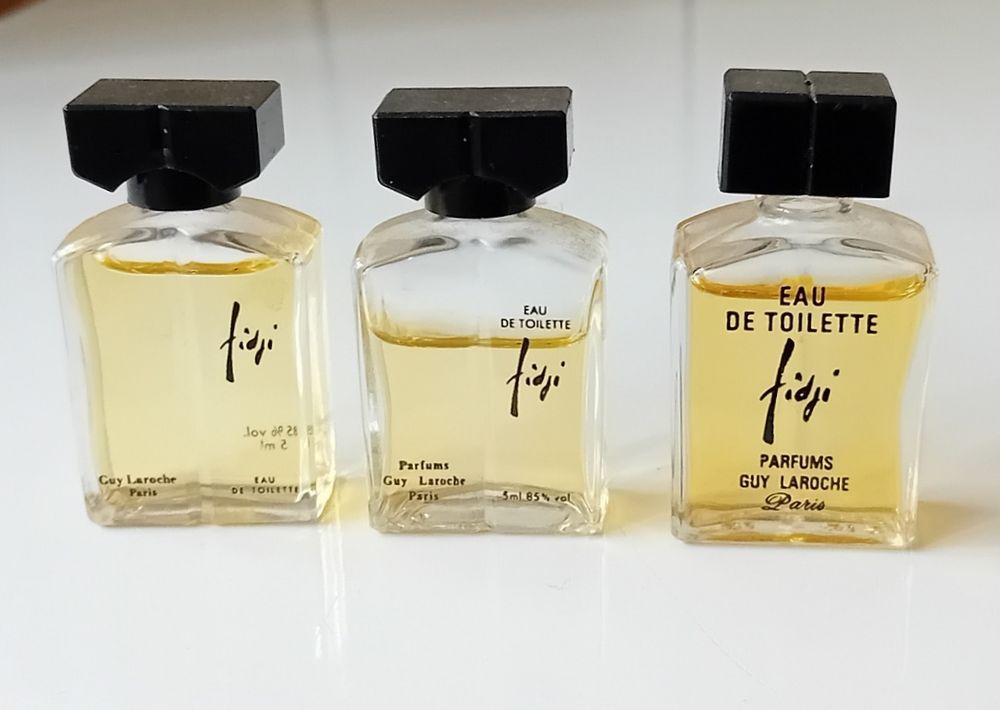 fidji
85% vol.
5 ml
Guy Laroche
Paris
EAU
DE TOILETTE
EAU
DE TOILETTE
fidji
Parfums
Guy Laroche
Paris
5ml.85% vol
EAU
DE TOILETTE
fidji
PARFUMS
GUY LAROCHE
Paris